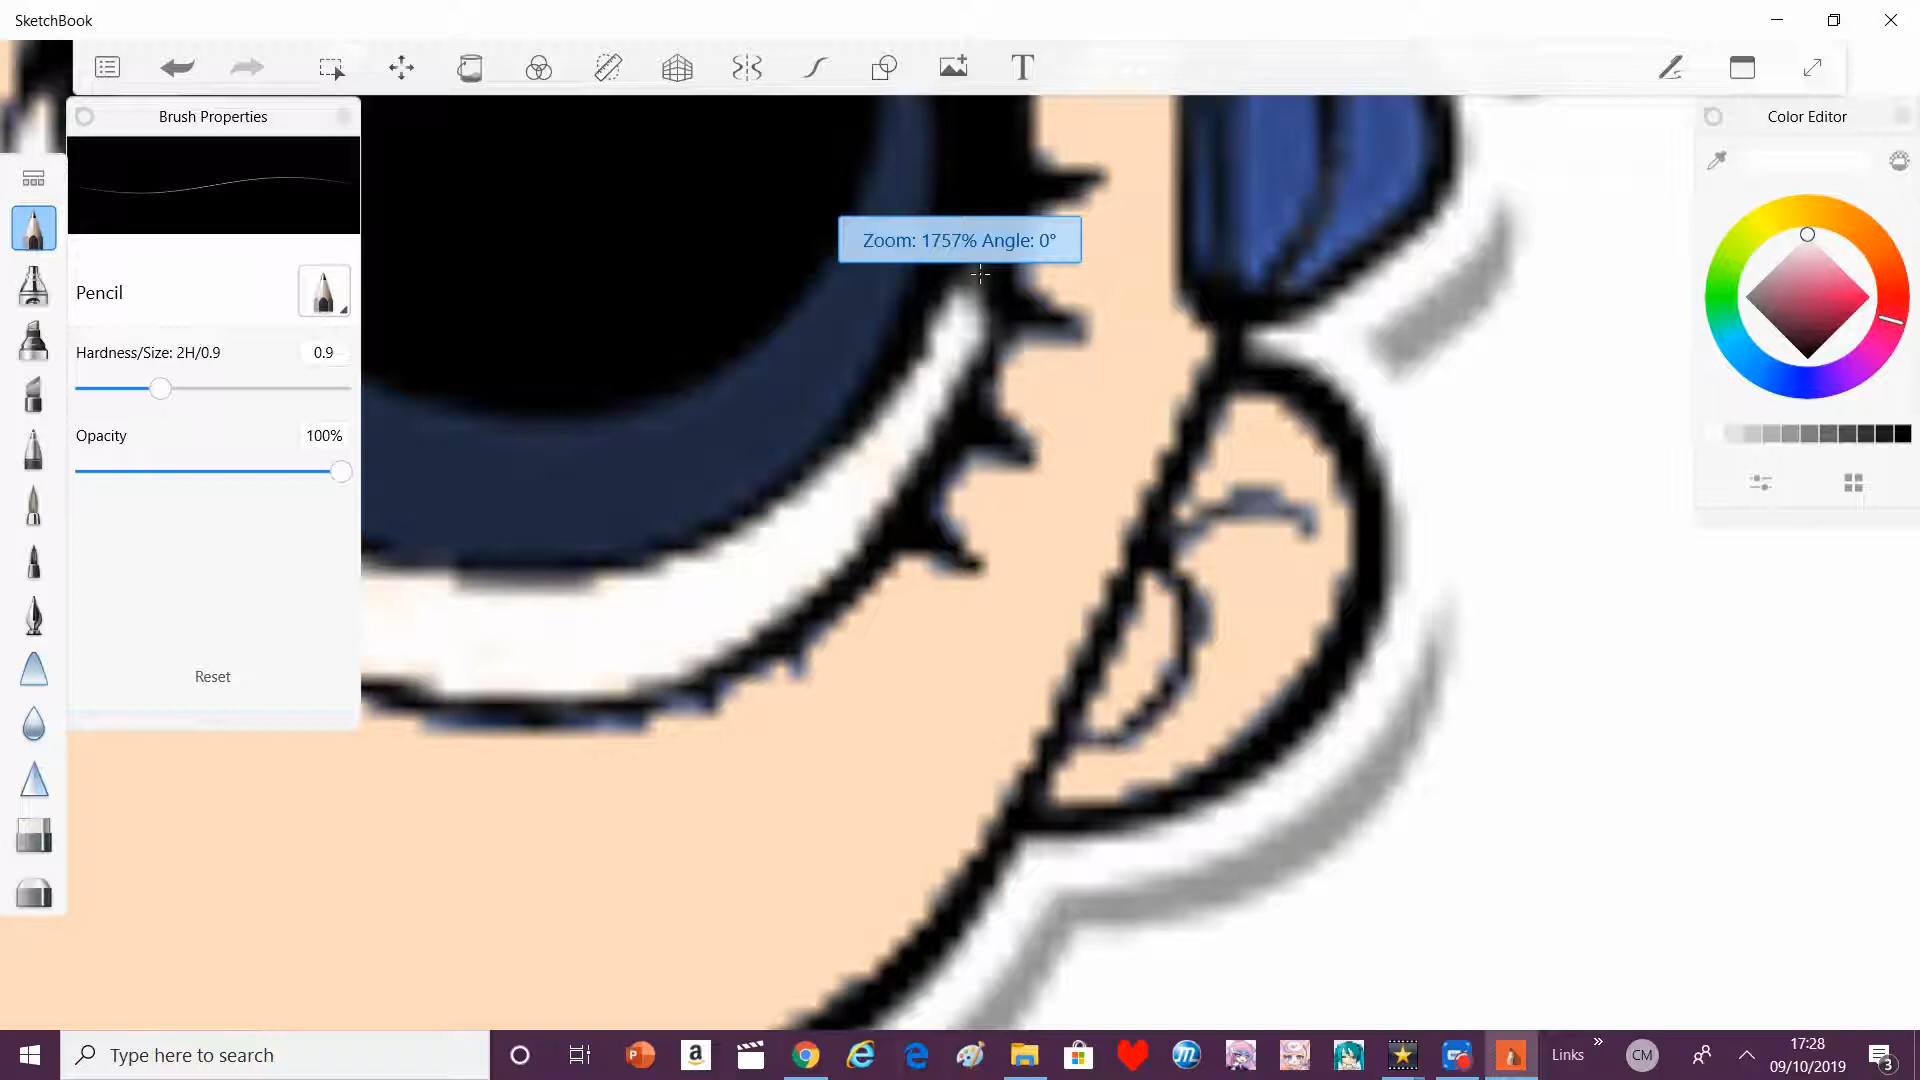 SketchBook
Brush Properties
Pencil
Hardness/Size: 2H/0.9 0.9
Opacity 100%
Reset
Zoom: 1757% Angle: 0°
Color Editor
Type here to search
Links »
CM
17:28
09/10/2019
3